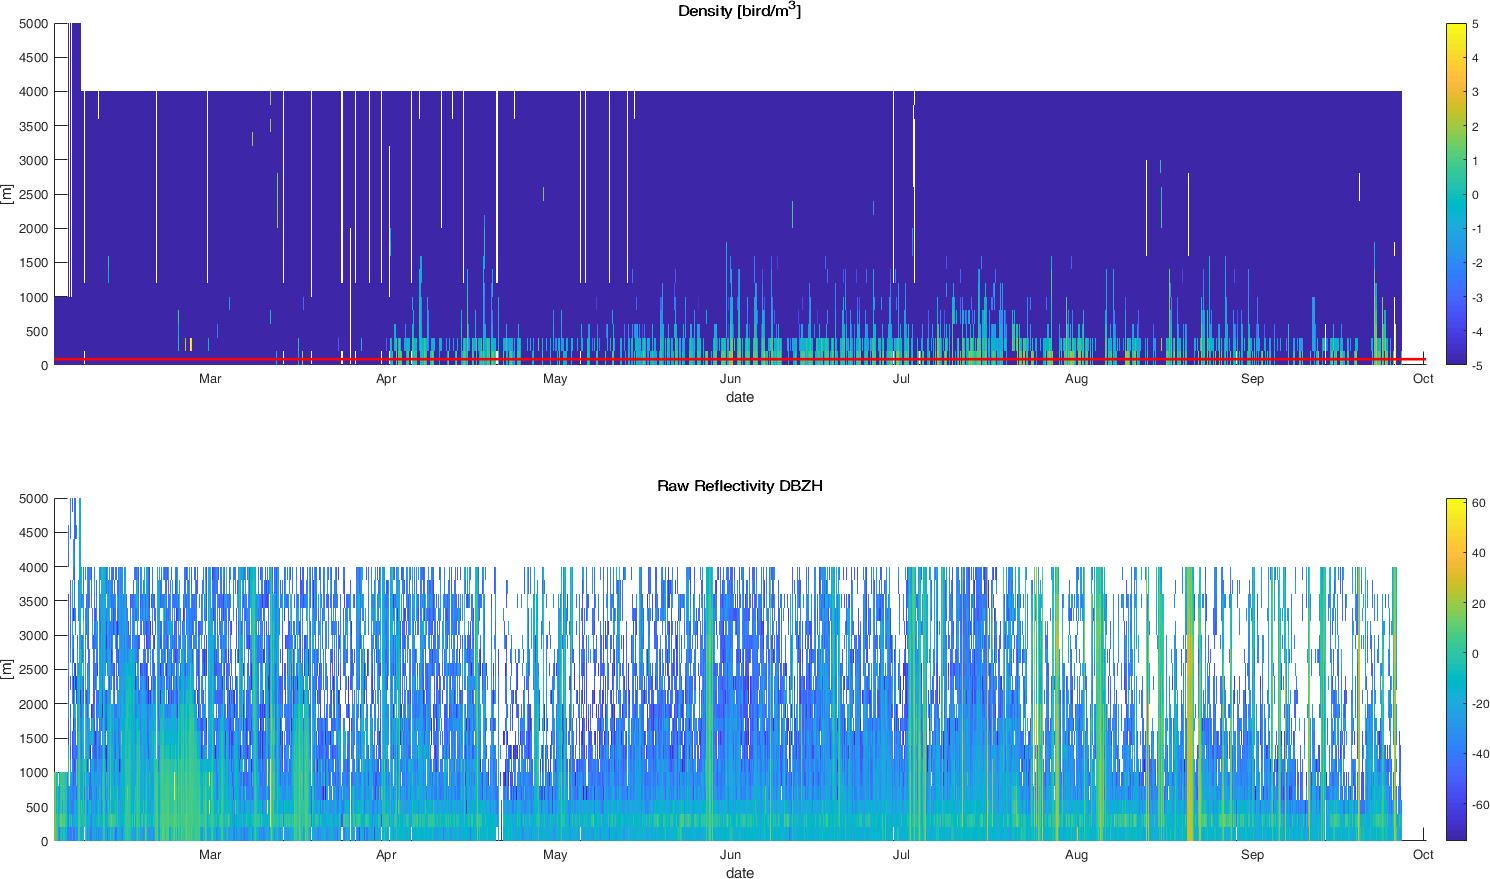 Density [bird/m3]
5000
4500
4000
3500
3000
2500
2000
1500
1000
500
0
[m]
Mar
Apr
May
Jun
Jul
Aug
Sep
Oct
date
5
4
3
2
1
0
-1
-2
-3
-4
-5
Raw Reflectivity DBZH
5000
4500
4000
3500
3000
2500
2000
1500
1000
500
0
[m]
Mar
Apr
May
Jun
Jul
Aug
Sep
Oct
date
60
40
20
0
-20
-40
-60